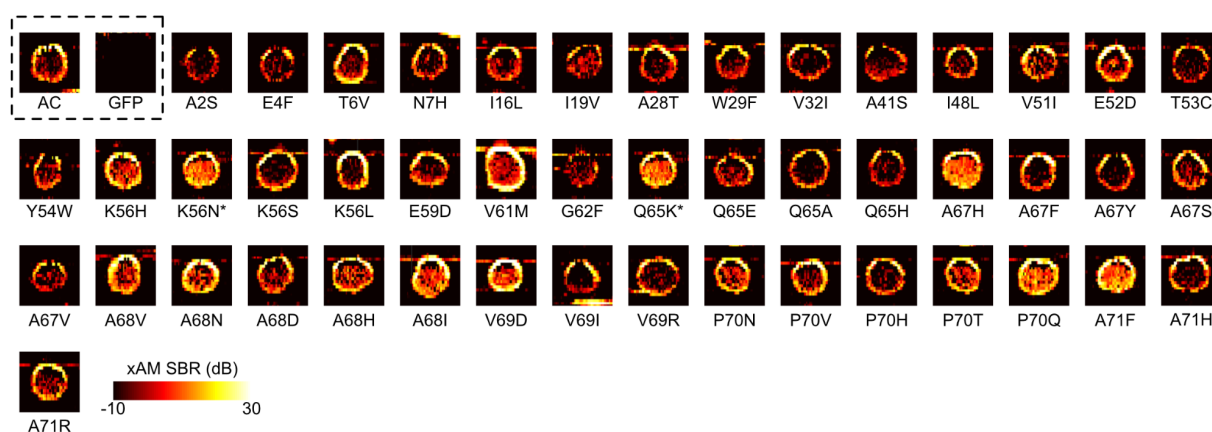 AC GFP A2S E4F T6V N7H I16L I19V A28T W29F V32I A41S I48L V51I E52D T53C
Y54W K56H K56N* K56S K56L E59D V61M G62F Q65K* Q65E Q65A Q65H A67H A67F A67Y A67S
A67V A68V A68N A68D A68H A68I V69D V69I V69R P70N P70V P70H P70T P70Q A71F A71H
xAM SBR (dB)
-10 30
A71R